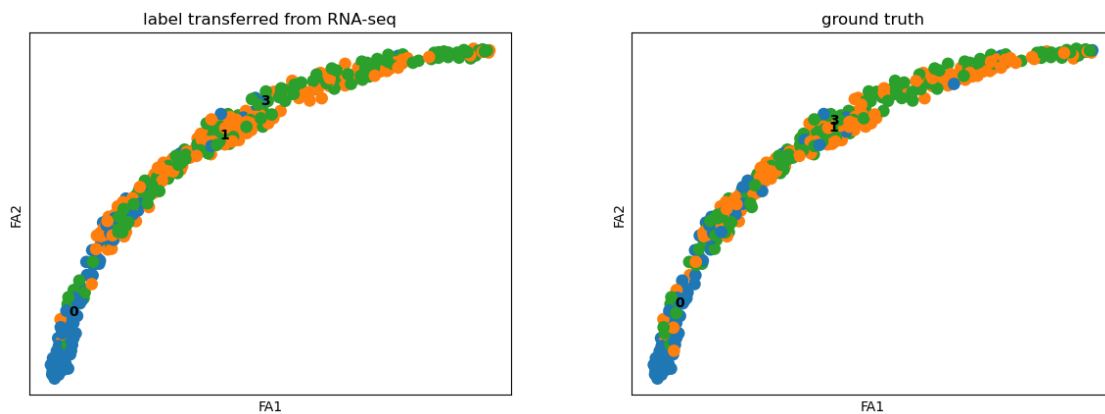 label transferred from RNA-seq
3
1
0
FA2
FA1
ground truth
3
1
0
FA2
FA1